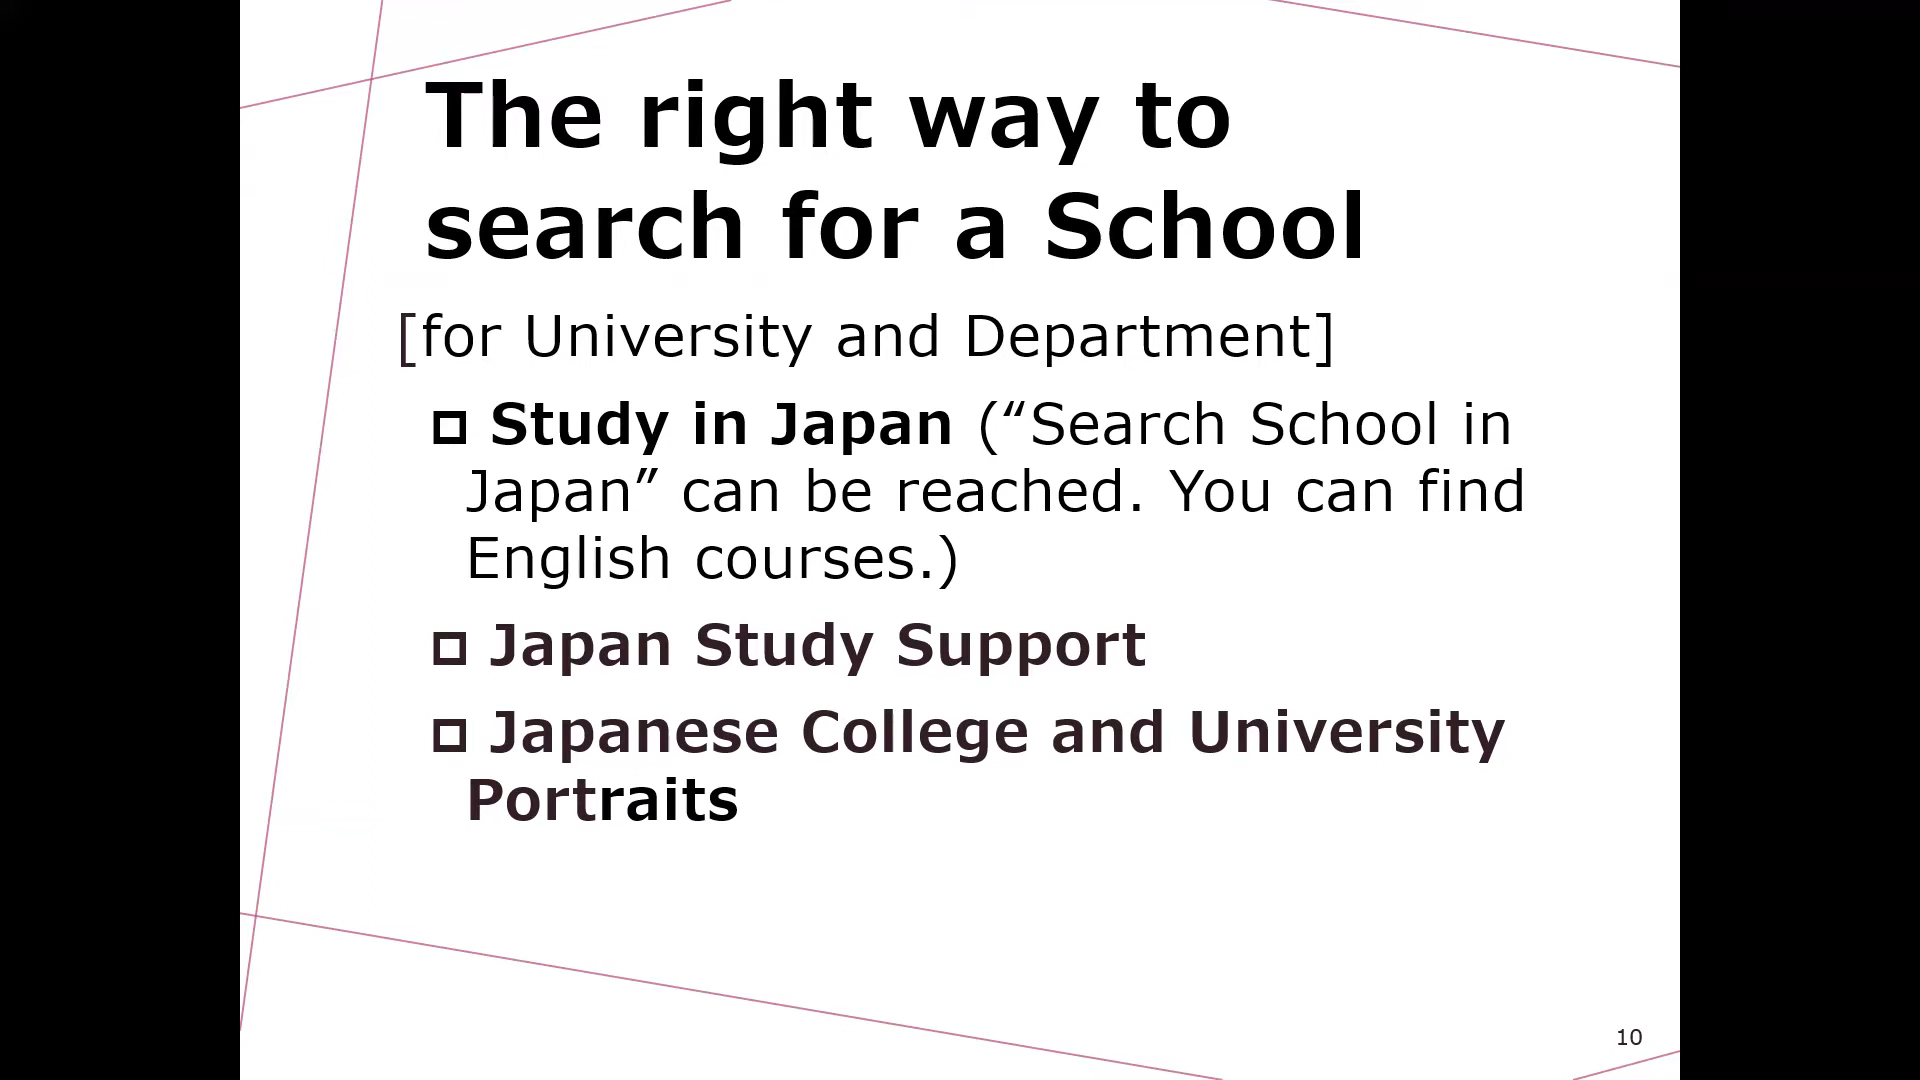 The right way to
search for a School
[for University and Department]
Study in Japan (“Search School in
Japan” can be reached. You can find
English courses.)
Japan Study Support
Japanese College and University
Portraits
10